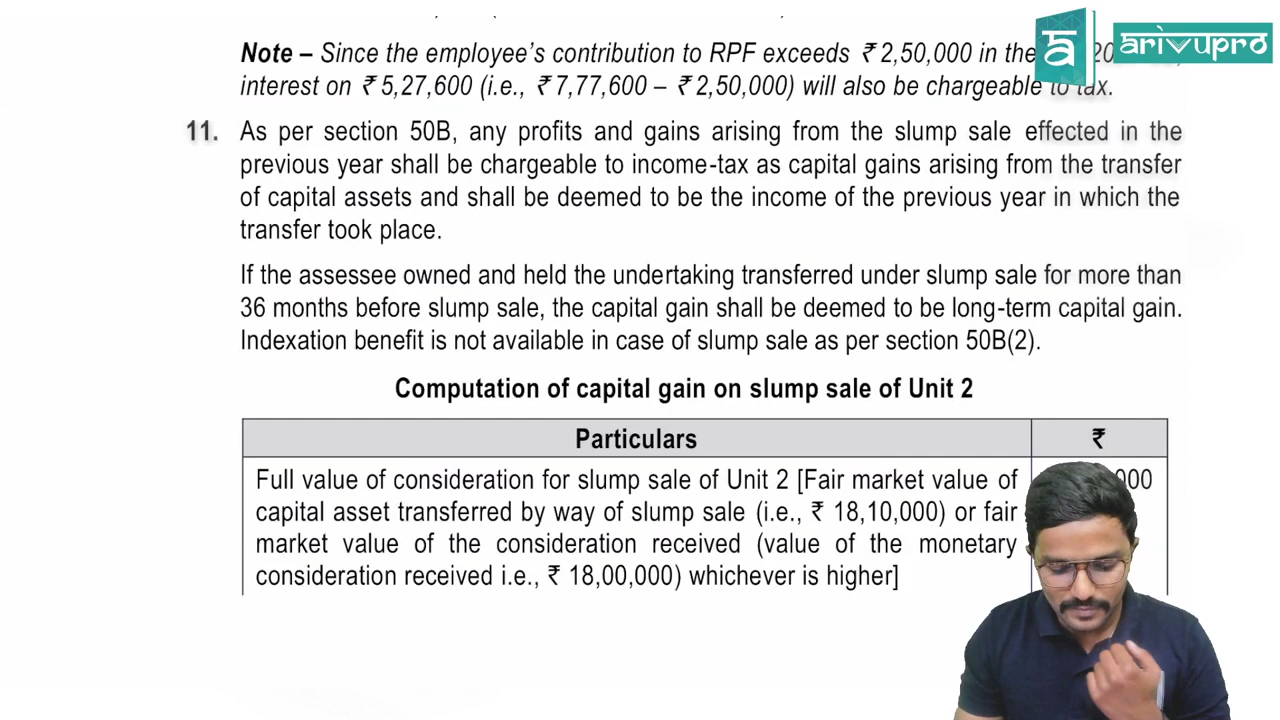 arivupro
Note – Since the employee's contribution to RPF exceeds ₹ 2,50,000 in the
interest on ₹ 5,27,600 (i.e., ₹ 7,77,600 – ₹ 2,50,000) will also be chargeable to tax.
11. As per section 50B, any profits and gains arising from the slump sale effected in the
previous year shall be chargeable to income-tax as capital gains arising from the transfer
of capital assets and shall be deemed to be the income of the previous year in which the
transfer took place.
If the assessee owned and held the undertaking transferred under slump sale for more than
36 months before slump sale, the capital gain shall be deemed to be long-term capital gain.
Indexation benefit is not available in case of slump sale as per section 50B(2).
Computation of capital gain on slump sale of Unit 2
Particulars ₹
Full value of consideration for slump sale of Unit 2 [Fair market value of
capital asset transferred by way of slump sale (i.e., ₹ 18,10,000) or fair
market value of the consideration received (value of the monetary
consideration received i.e., ₹ 18,00,000) whichever is higher]